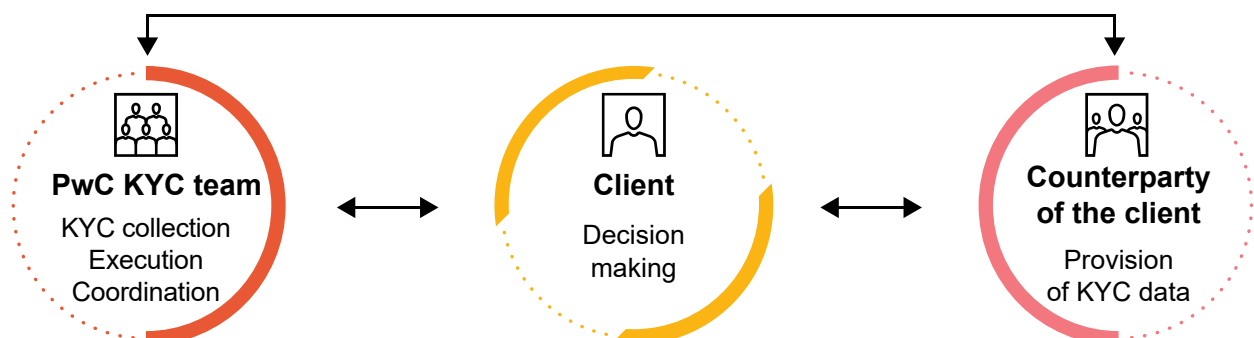 PwC KYC team
KYC collection
Execution
Coordination
Client
Decision
making
Counterparty
of the client
Provision
of KYC data